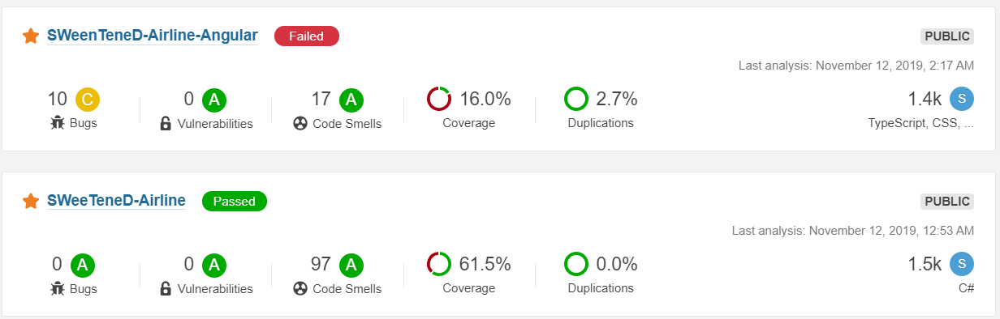 SWeenTeneD-Airline-Angular Failed PUBLIC
Last analysis: November 12, 2019, 2:17 AM
10 C 0 A 17 A 16.0% 2.7% 1.4k S
Bugs Vulnerabilities Code Smells Coverage Duplications TypeScript, CSS, ...
SWeeTeneD-Airline Passed PUBLIC
Last analysis: November 12, 2019, 12:53 AM
0 A 0 A 97 A 61.5% 0.0% 1.5k S
Bugs Vulnerabilities Code Smells Coverage Duplications C#